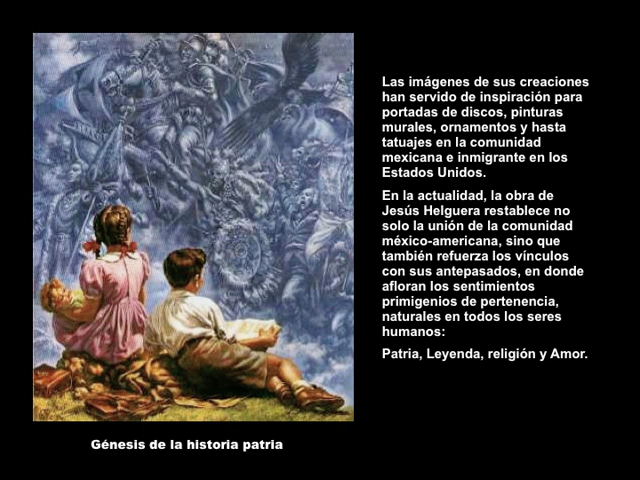 Las imágenes de sus creaciones
han servido de inspiración para
portadas de discos, pinturas
murales, ornamentos y hasta
tatuajes en la comunidad
mexicana e inmigrante en los
Estados Unidos.
En la actualidad, la obra de
Jesús Helguera restablece no
solo la unión de la comunidad
méxico-americana, sino que
también refuerza los vínculos
con sus antepasados, en donde
afloran los sentimientos
primigenios de pertenencia,
naturales en todos los seres
humanos:
Patria, Leyenda, religión y Amor.
Génesis de la historia patria